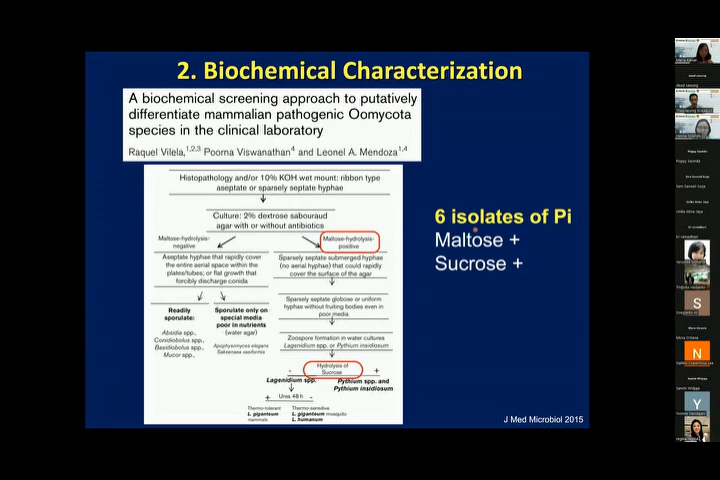 2. Biochemical Characterization
A biochemical screening approach to putatively
differentiate mammalian pathogenic Oomycota
species in the clinical laboratory
Raquel Vilela,1,2,3 Poorna Viswanathan4 and Leonel A. Mendoza1,4
Histopathology and/or 10% KOH wet mount: ribbon type
aseptate or sparsely septate hyphae
Culture: 2% dextrose sabouraud
agar with or without antibiotics
Maltose-hydrolysis-
negative
Maltose-hydrolysis-
positive
Aseptate hyphae that rapidly cover
the entire aerial space within the
plates/tubes; or flat growth that
forcibly discharge conida
Sparsely septate submerged hyphae
(no aerial hyphae) that could rapidly
cover the surface of the agar
Readily
sporulate:
Absidia spp.,
Conidiobolus spp.,
Basidiobolus spp.,
Mucor spp.,
Sporulate only on
special media
poor in nutrients
(water agar)
Apophysomyces elegans
Saksenaea vasiformis
Sparsely septate globose or uniform
hyphae without fruiting bodies even in
poor media
Zoospore formation in water cultures
Lagenidium spp. or Pythium insidiosum
Hydrolysis of
Sucrose
- +
Lagenidium spp.
Pythium spp. and
Pythium insidiosum
+ Urea 48 h -
Thermo-tolerant
L. giganteum
mammals
Thermo-sensitive
L. giganteum mosquito
L. humanum
6 isolates of Pi
Maltose +
Sucrose +
J Med Microbiol 2015
S
N
Y